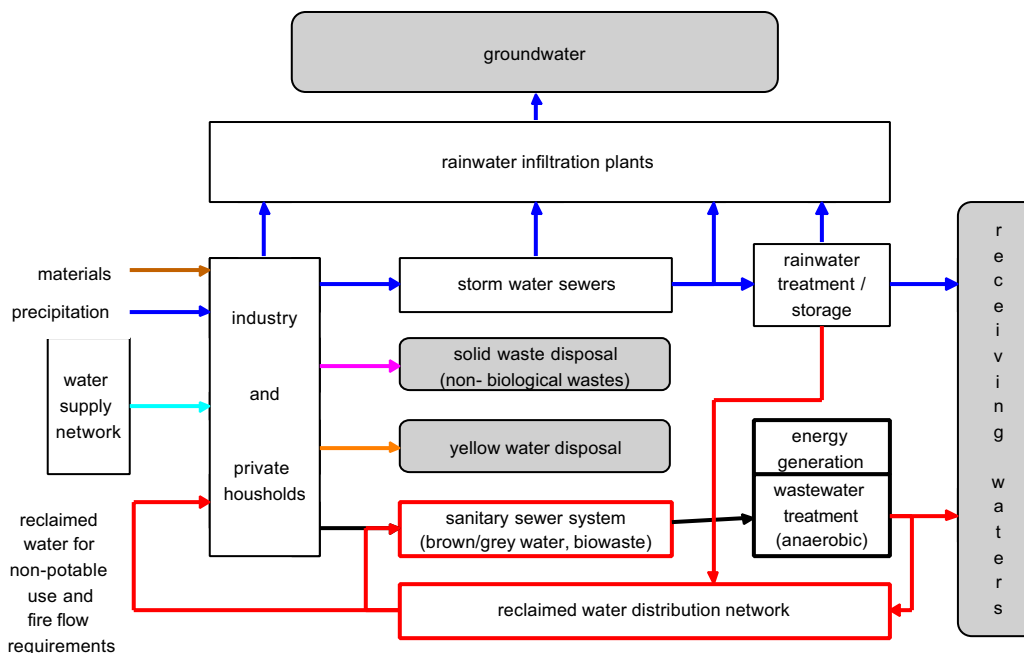 groundwater
rainwater infiltration plants
materials
precipitation
water
supply
network
reclaimed
water for
non-potable
use and
fire flow
requirements
industry
and
private
housholds
storm water sewers
solid waste disposal
(non- biological wastes)
yellow water disposal
sanitary sewer system
(brown/grey water, biowaste)
reclaimed water distribution network
rainwater
treatment /
storage
energy
generation
wastewater
treatment
(anaerobic)
receiving waters